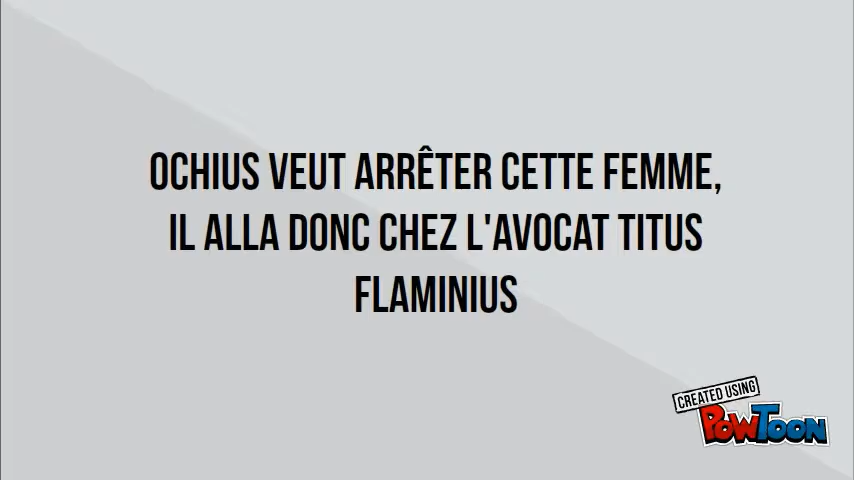 OCHIUS VEUT ARRÊTER CETTE FEMME,
IL ALLA DONC CHEZ L'AVOCAT TITUS
FLAMINIUS
CREATED USING
POWTOON